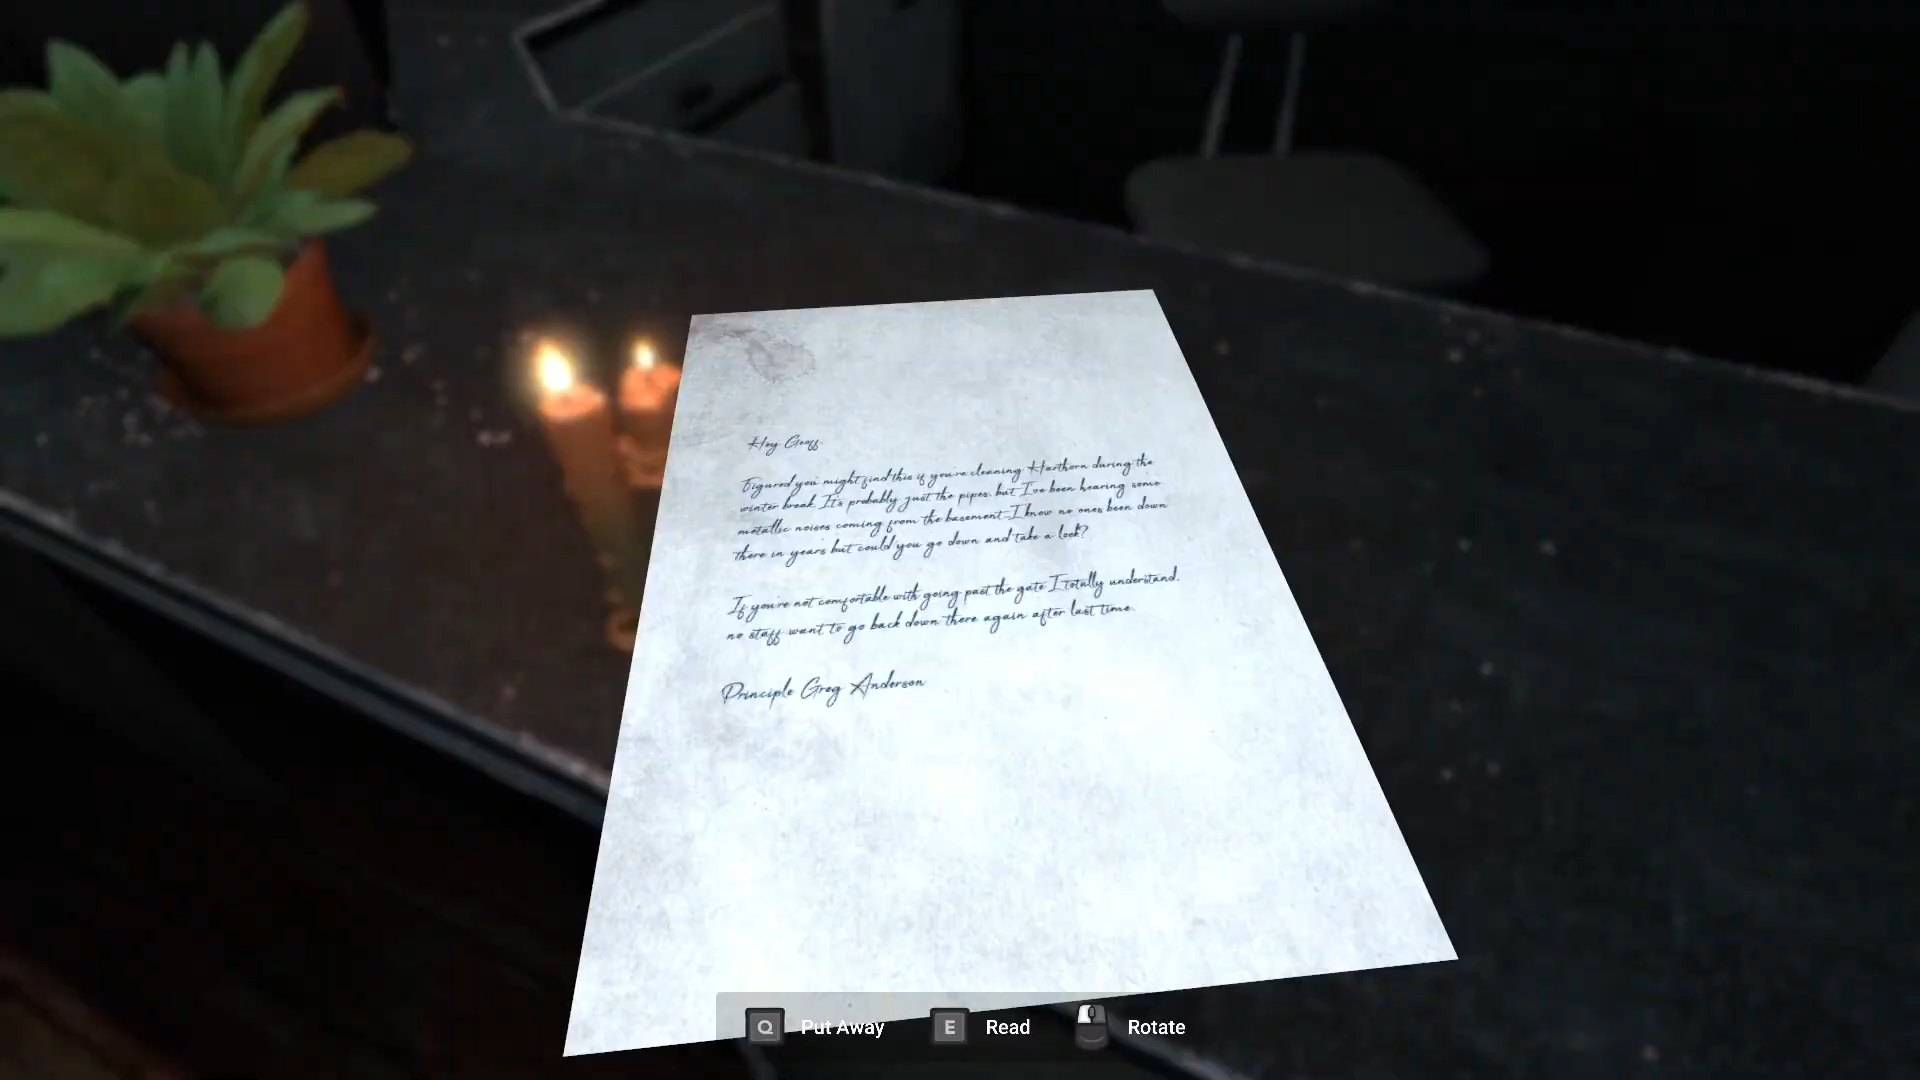 Hey Geoff,
Figured you might find this if you're cleaning Harthorn during the
winter break. It's probably just the pipes, but I've been hearing some
metallic noises coming from the basement. I know no ones been down
there in years but could you go down and take a look?
If you're not comfortable with going past the gate I totally understand,
no staff want to go back down there again after last time.
Principle Greg Anderson
Q Put Away E Read Rotate